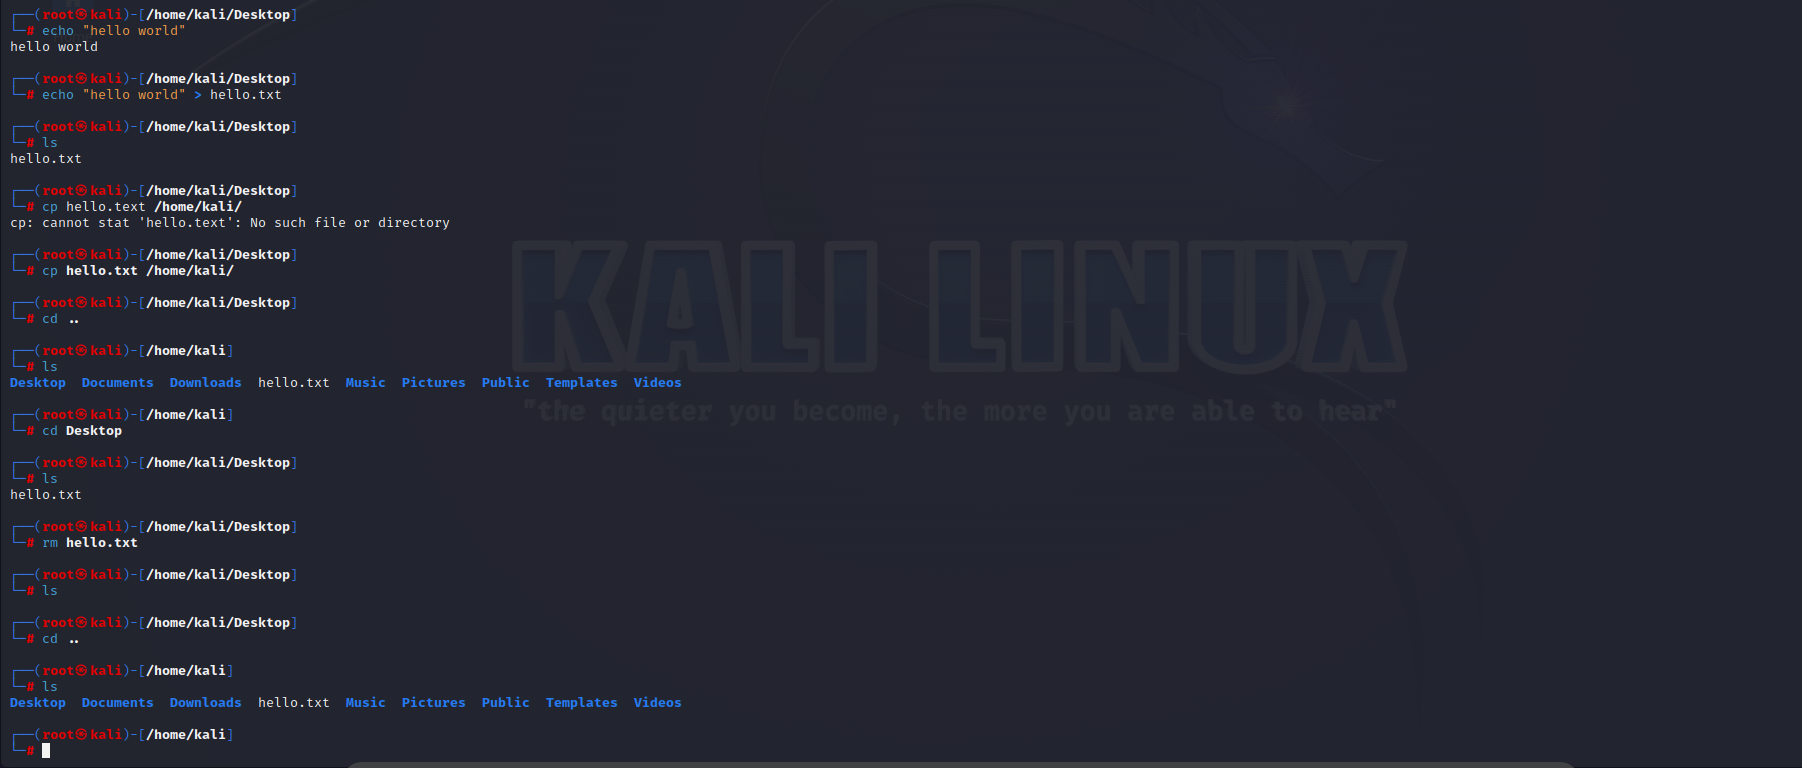 ┌──(root㉿kali)-[/home/kali/Desktop]
└─# echo "hello world"
hello world
┌──(root㉿kali)-[/home/kali/Desktop]
└─# echo "hello world" > hello.txt
┌──(root㉿kali)-[/home/kali/Desktop]
└─# ls
hello.txt
┌──(root㉿kali)-[/home/kali/Desktop]
└─# cp hello.text /home/kali/
cp: cannot stat 'hello.text': No such file or directory
┌──(root㉿kali)-[/home/kali/Desktop]
└─# cp hello.txt /home/kali/
┌──(root㉿kali)-[/home/kali/Desktop]
└─# cd ..
┌──(root㉿kali)-[/home/kali]
└─# ls
Desktop  Documents  Downloads  hello.txt  Music  Pictures  Public  Templates  Videos
┌──(root㉿kali)-[/home/kali]
└─# cd Desktop
┌──(root㉿kali)-[/home/kali/Desktop]
└─# ls
hello.txt
┌──(root㉿kali)-[/home/kali/Desktop]
└─# rm hello.txt
┌──(root㉿kali)-[/home/kali/Desktop]
└─# ls
┌──(root㉿kali)-[/home/kali/Desktop]
└─# cd ..
┌──(root㉿kali)-[/home/kali]
└─# ls
Desktop  Documents  Downloads  hello.txt  Music  Pictures  Public  Templates  Videos
┌──(root㉿kali)-[/home/kali]
└─#
KALI LINUX
"the quieter you become, the more you are able to hear"